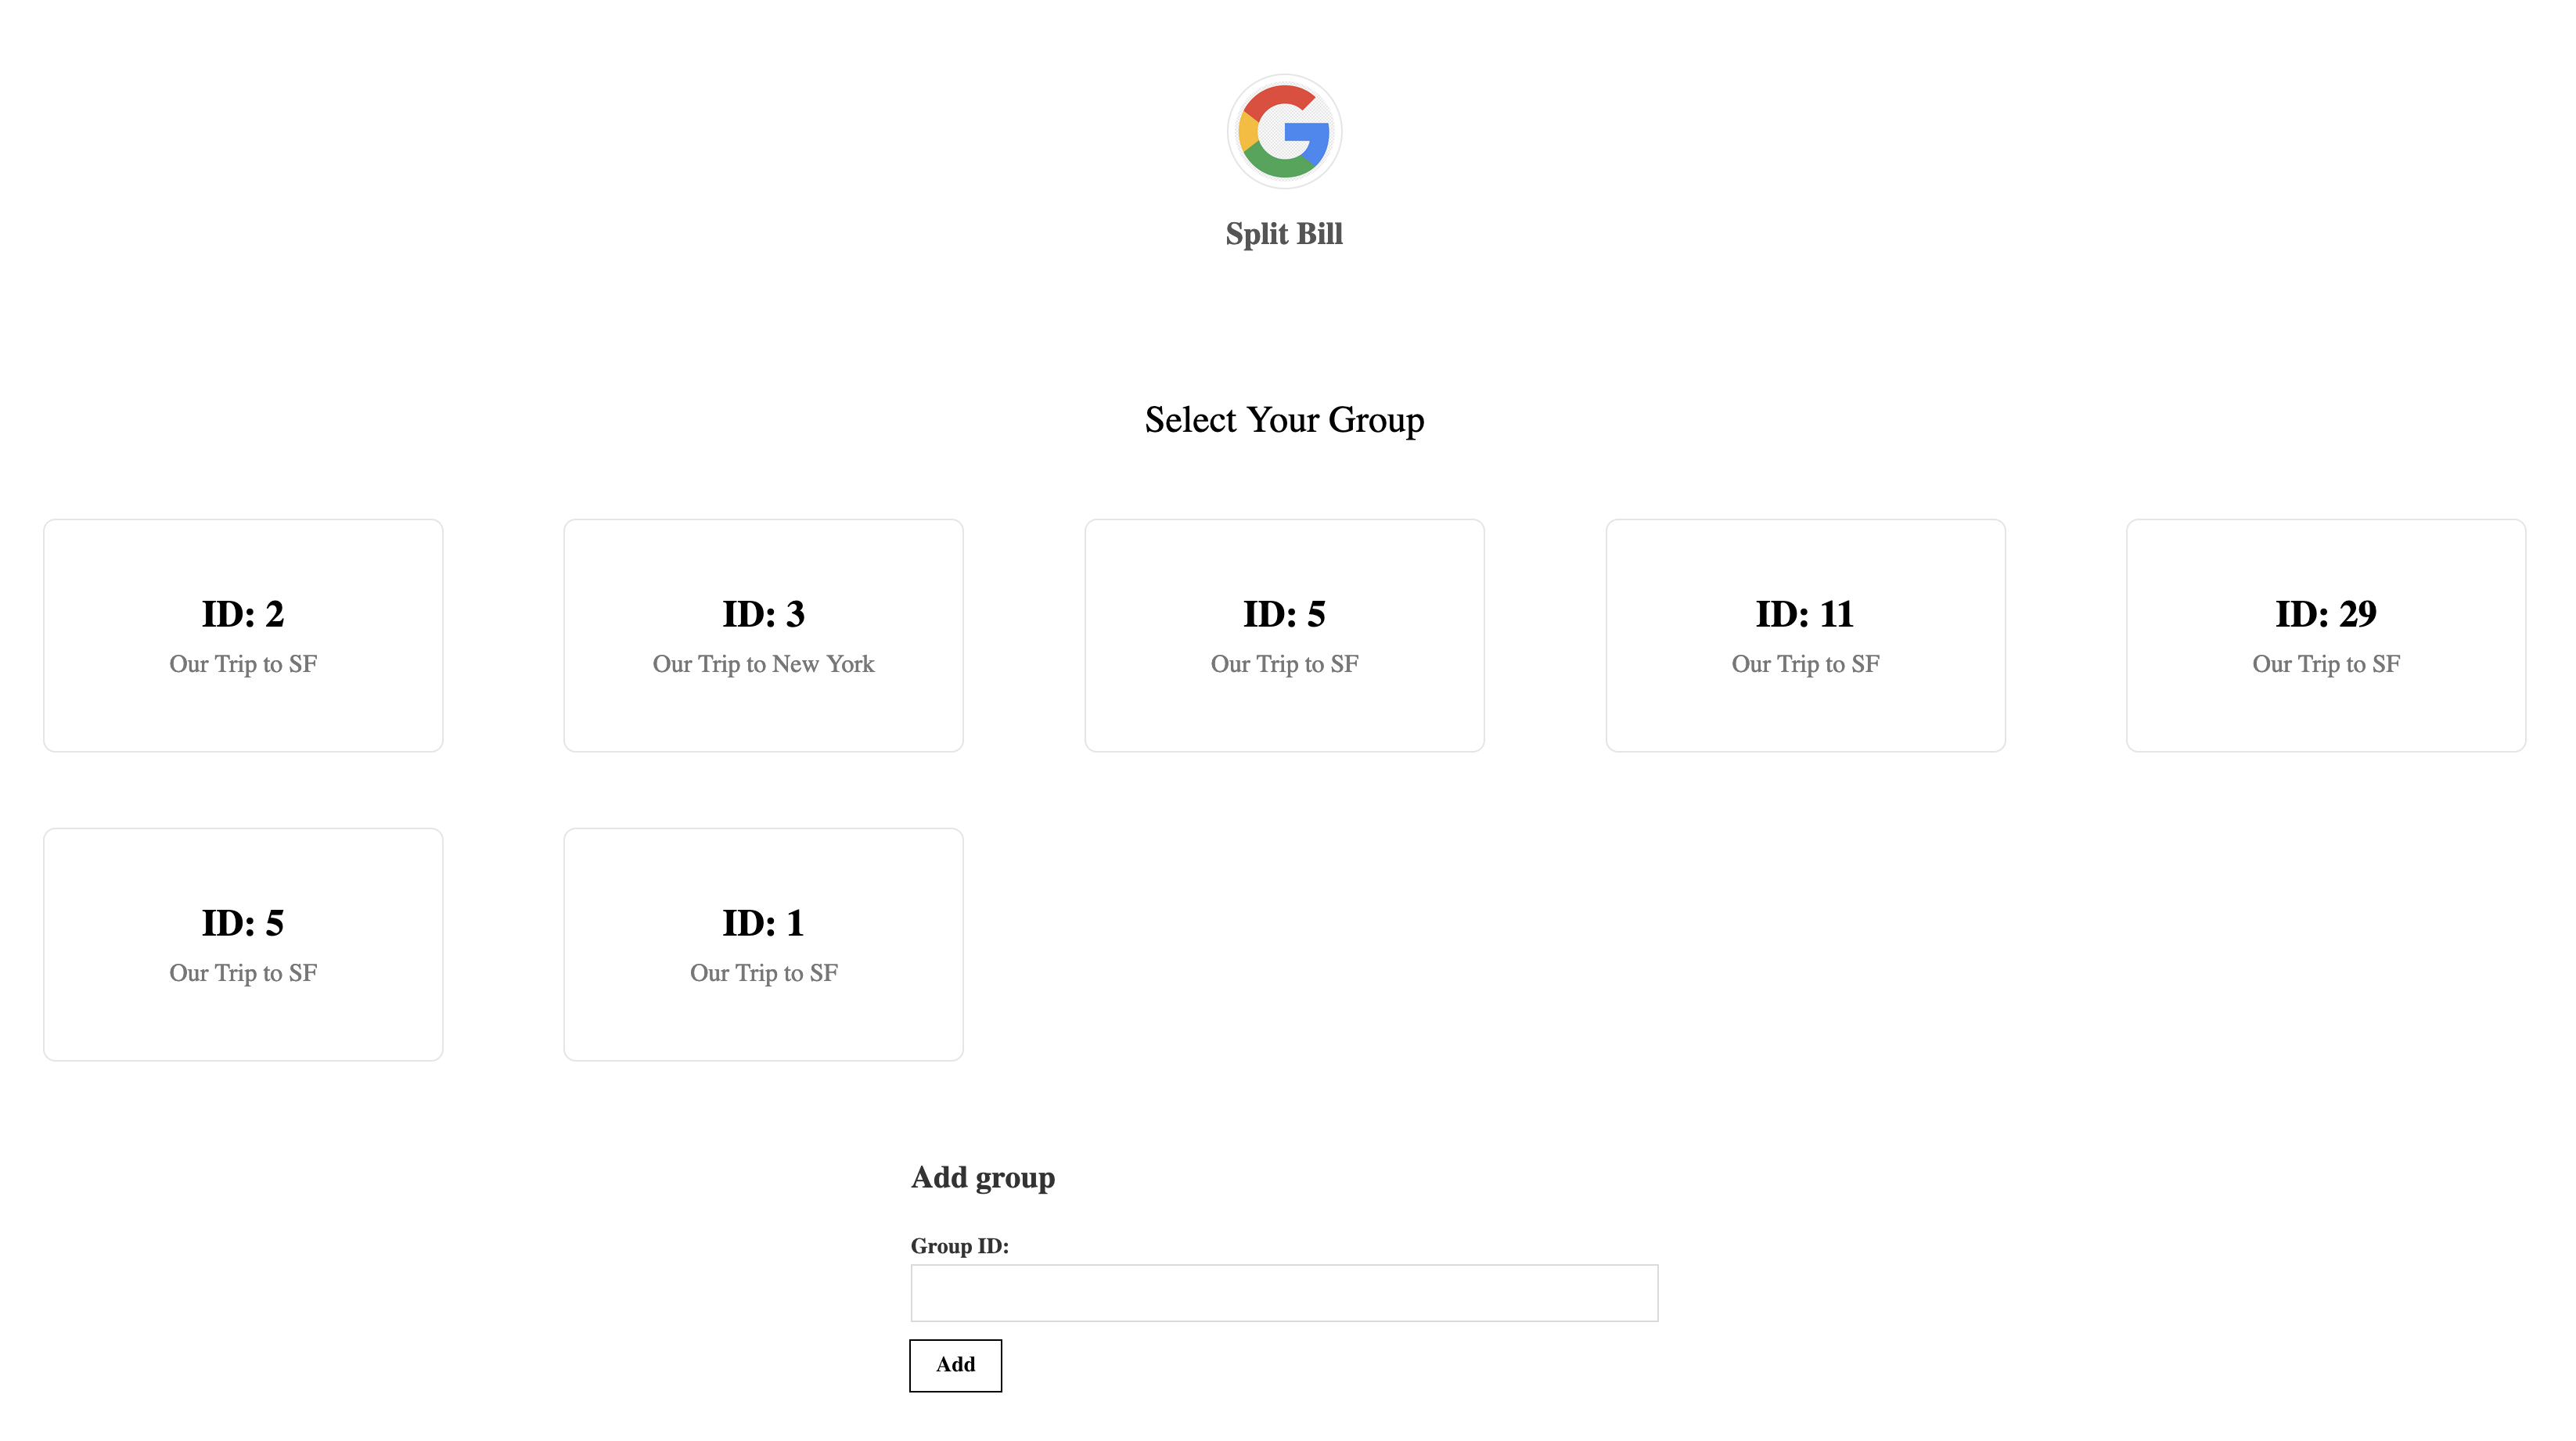 Split Bill
Select Your Group
ID: 2
Our Trip to SF
ID: 3
Our Trip to New York
ID: 5
Our Trip to SF
ID: 11
Our Trip to SF
ID: 29
Our Trip to SF
ID: 5
Our Trip to SF
ID: 1
Our Trip to SF
Add group
Group ID:
Add